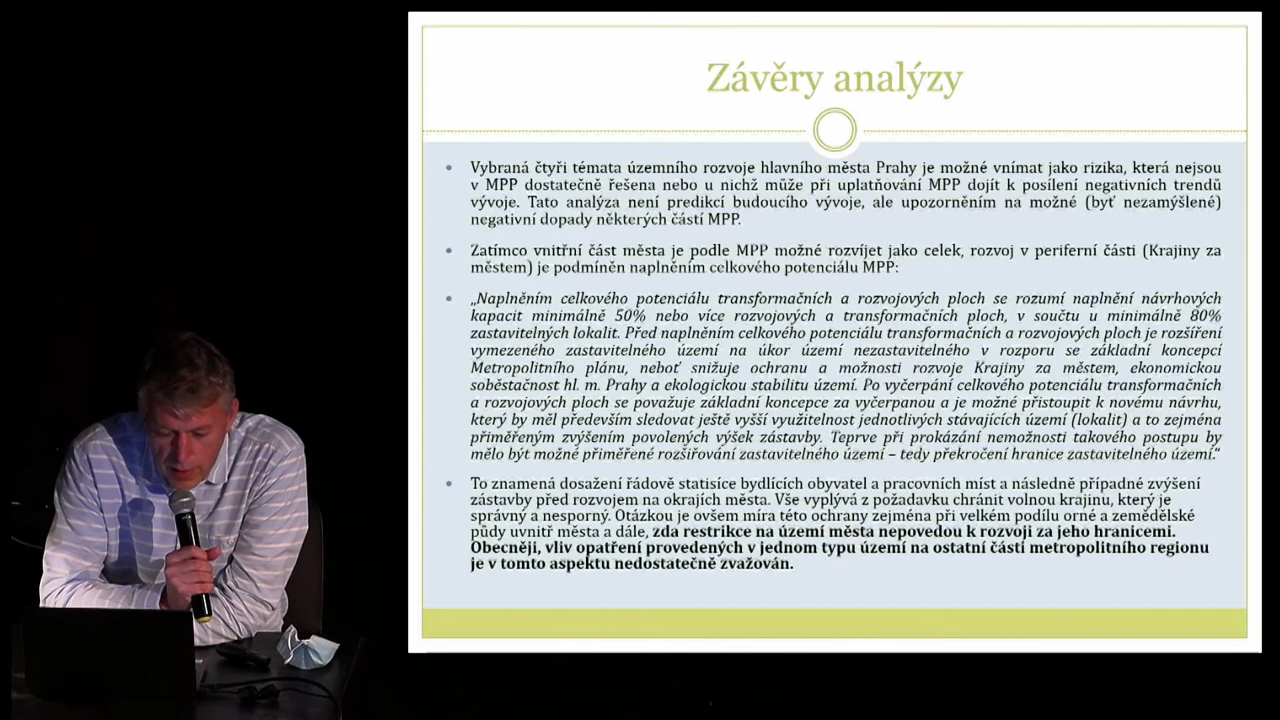 Závěry analýzy
Vybraná čtyři témata územního rozvoje hlavního města Prahy je možné vnímat jako rizika, která nejsou
v MPP dostatečně řešena nebo u nichž může při uplatňování MPP dojít k posílení negativních trendů
vývoje. Tato analýza není predikcí budoucího vývoje, ale upozorněním na možné (byť nezamýšlené)
negativní dopady některých částí MPP.
Zatímco vnitřní část města je podle MPP možné rozvíjet jako celek, rozvoj v periferní části (Krajiny za
městem) je podmíněn naplněním celkového potenciálu MPP:
„Naplněním celkového potenciálu transformačních a rozvojových ploch se rozumí naplnění návrhových
kapacit minimálně 50% nebo více rozvojových a transformačních ploch, v součtu u minimálně 80%
zastavitelných lokalit. Před naplněním celkového potenciálu transformačních a rozvojových ploch je rozšíření
vymezeného zastavitelného území na úkor území nezastavitelného v rozporu se základní koncepcí
Metropolitního plánu, neboť snižuje ochranu a možnosti rozvoje Krajiny za městem, ekonomickou
soběstačnost hl. m. Prahy a ekologickou stabilitu území. Po vyčerpání celkového potenciálu transformačních
a rozvojových ploch se považuje základní koncepce za vyčerpanou a je možné přistoupit k novému návrhu,
který by měl především sledovat ještě vyšší využitelnost jednotlivých stávajících území (lokalit) a to zejména
přiměřeným zvýšením povolených výšek zástavby. Teprve při prokázání nemožnosti takového postupu by
mělo být možné přiměřené rozšiřování zastavitelného území – tedy překročení hranice zastavitelného území.“
To znamená dosažení řádově statisíce bydlících obyvatel a pracovních míst a následně případné zvýšení
zástavby před rozvojem na okrajích města. Vše vyplývá z požadavku chránit volnou krajinu, který je
správný a nesporný. Otázkou je ovšem míra této ochrany zejména při velkém podílu orné a zemědělské
půdy uvnitř města a dále, zda restrikce na území města nepovedou k rozvoji za jeho hranicemi.
Obecněji, vliv opatření provedených v jednom typu území na ostatní části metropolitního regionu
je v tomto aspektu nedostatečně zvažován.